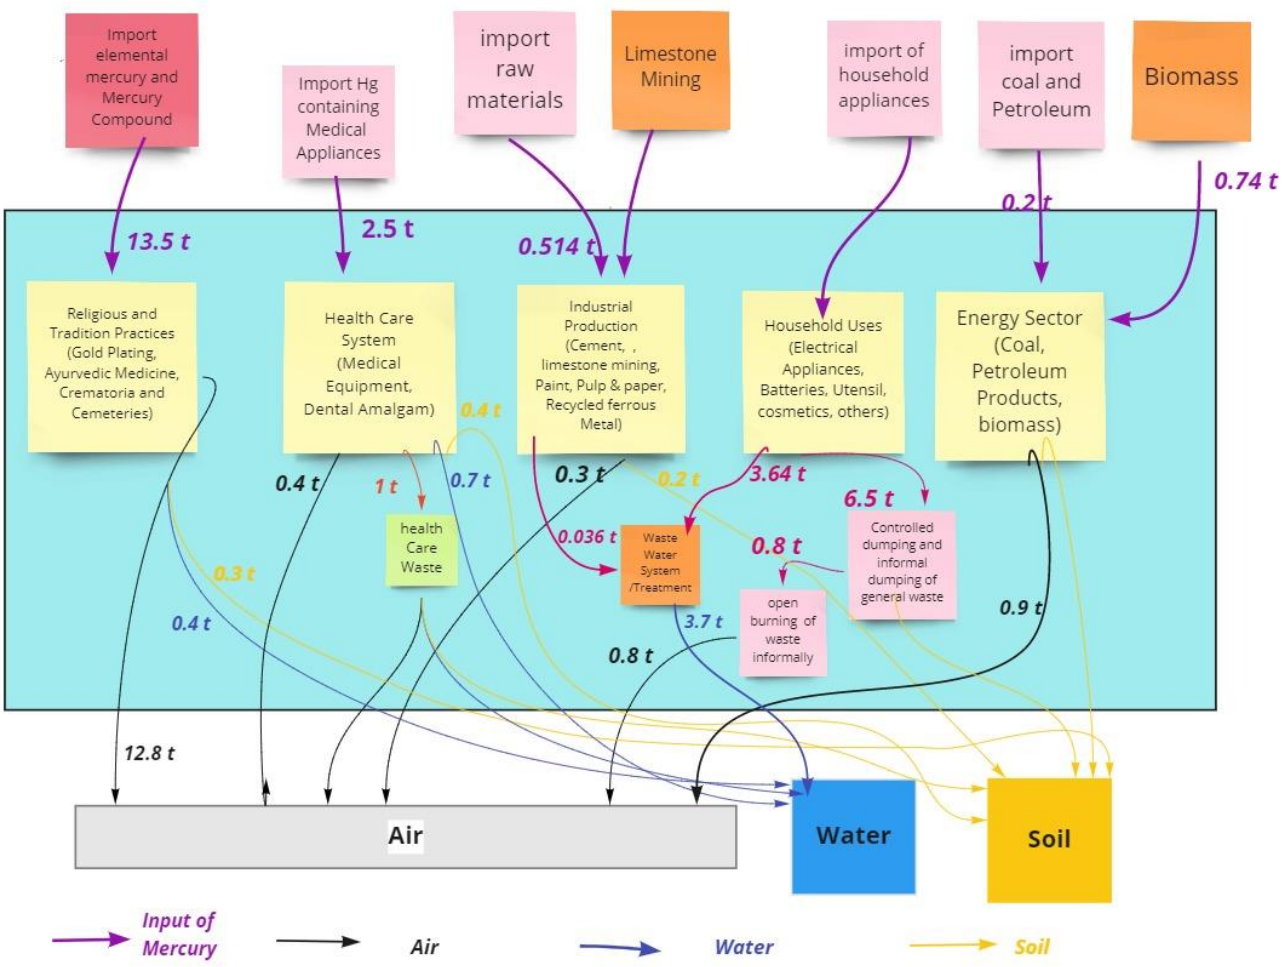 Import
elemental
mercury and
Mercury
Compound
Import Hg
containing
Medical
Appliances
import
raw
materials
Limestone
Mining
import of
household
appliances
import
coal and
Petroleum
Biomass
13.5 t
2.5 t
0.514 t
0.2 t
0.74 t
Religious and
Tradition Practices
(Gold Plating,
Ayurvedic Medicine,
Crematoria and
Cemeteries)
Health Care
System
(Medical
Equipment,
Dental Amalgam)
Industrial
Production
(Cement, ,
limestone mining,
Paint, Pulp & paper,
Recycled ferrous
Metal)
Household Uses
(Electrical
Appliances,
Batteries, Utensil,
cosmetics, others)
Energy Sector
(Coal,
Petroleum
Products,
biomass)
0.4 t
0.4 t
1 t
0.7 t
0.3 t
0.2 t
3.64 t
6.5 t
health
Care
Waste
0.036 t
Waste
Water
System
/Treatment
0.8 t
Controlled
dumping and
informal
dumping of
general waste
open
burning of
waste
informally
0.3 t
0.4 t
3.7 t
0.8 t
0.9 t
12.8 t
Air
Water
Soil
Input of
Mercury
Air
Water
Soil